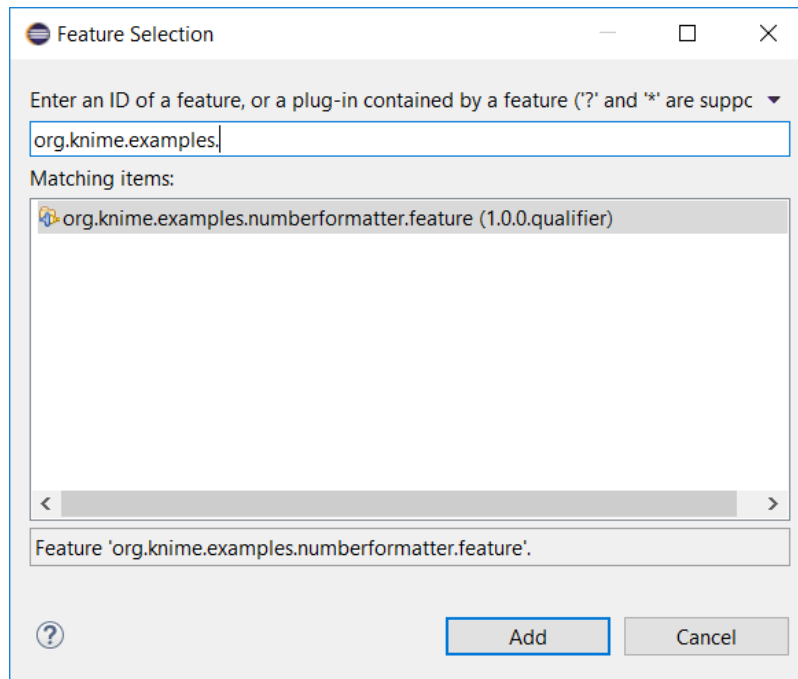 Feature Selection
Enter an ID of a feature, or a plug-in contained by a feature ('?' and '*' are suppc
org.knime.examples.
Matching items:
org.knime.examples.numberformatter.feature (1.0.0.qualifier)
Feature 'org.knime.examples.numberformatter.feature'.
Add Cancel